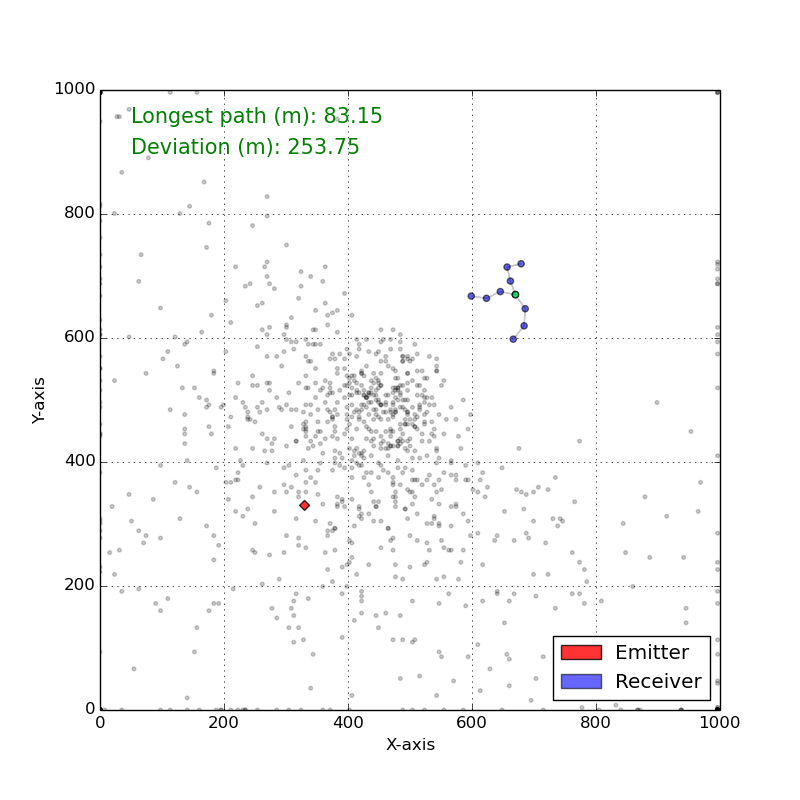 Longest path (m): 83.15
Deviation (m): 253.75
1000
800
600
400
200
0
Y-axis
0 200 400 600 800 1000
X-axis
Emitter
Receiver